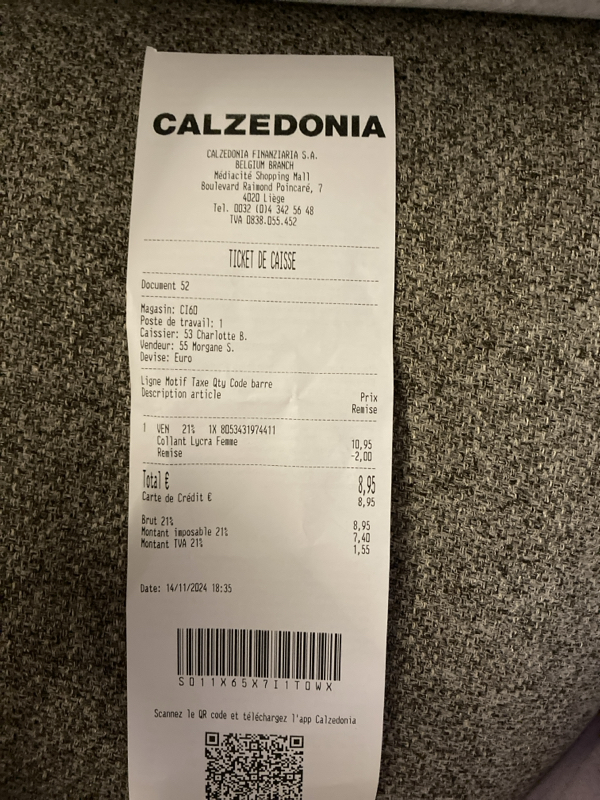 CALZEDONIA
CALZEDONIA FINANZIARIA S.A.
BELGIUM BRANCH
Médiacité Shopping Mall
Boulevard Raimond Poincaré, 7
4020 Liège
Tel. 0032 (0)4 342 56 48
TVA 0838.055.452
TICKET DE CAISSE
Document 52
Magasin: CI60
Poste de travail: 1
Caissier: 53 Charlotte B.
Vendeur: 55 Morgane S.
Devise: Euro
Ligne Motif Taxe Qty Code barre
Description article Prix
Remise
1 VEN 21% 1X 8053431974411
Collant Lycra Femme 10,95
Remise -2,00
Total € 8,95
Carte de Crédit € 8,95
Brut 21% 8,95
Montant imposable 21% 7,40
Montant TVA 21% 1,55
Date: 14/11/2024 18:35
S011X65X7I1T0WX
Scannez le QR code et téléchargez l'app Calzedonia